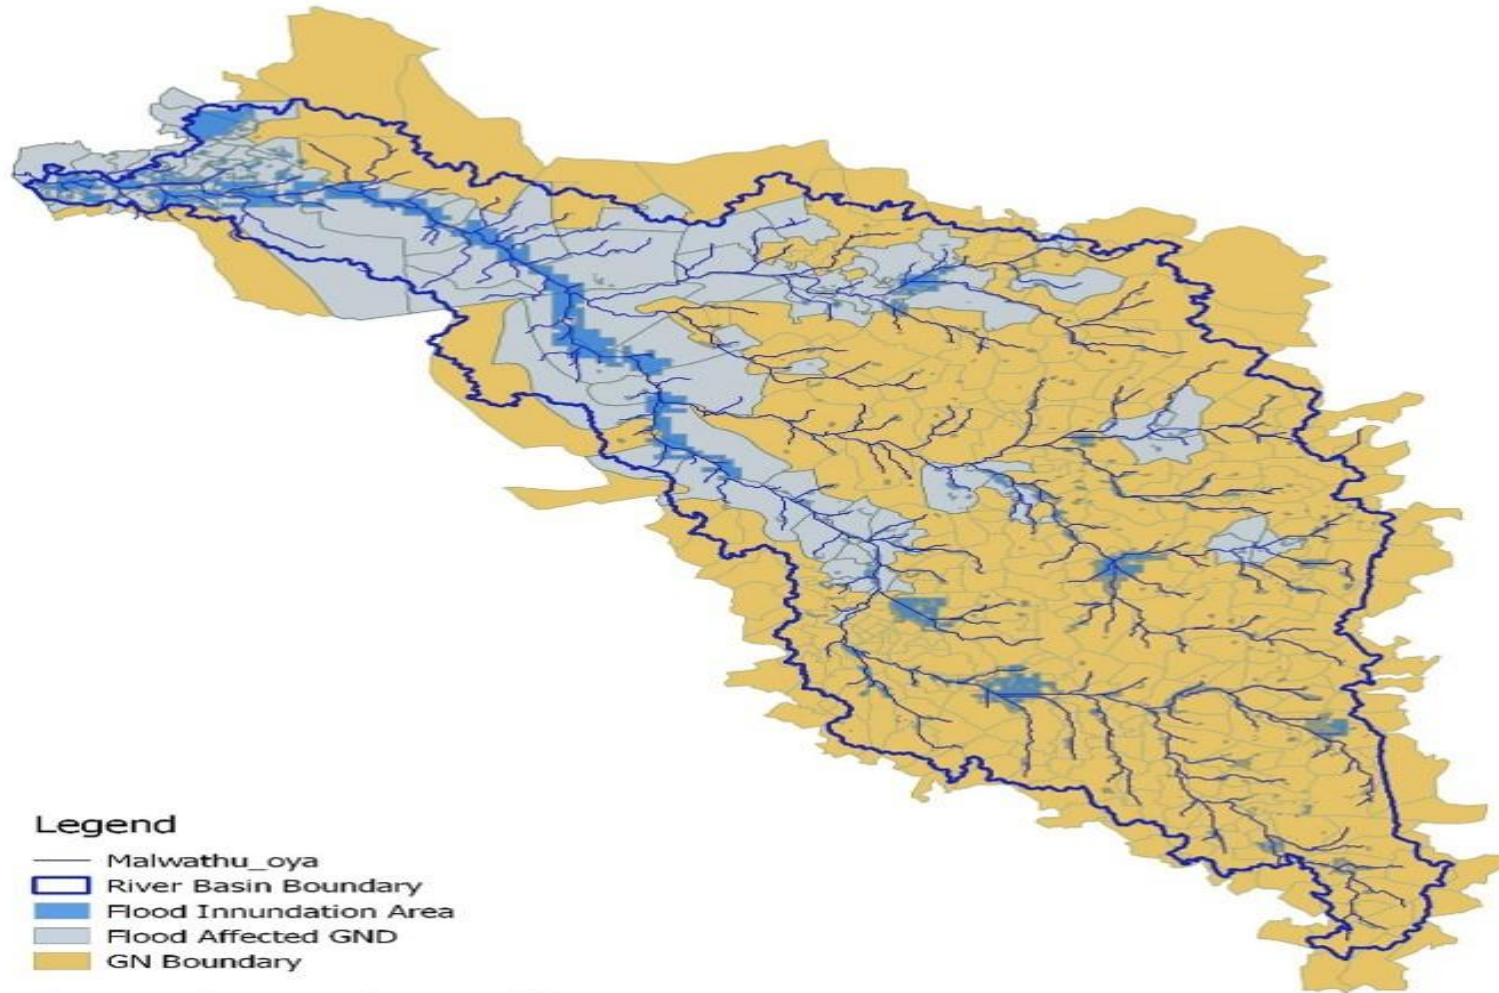 Legend
Malwathu_oya
River Basin Boundary
Flood Innundation Area
Flood Affected GND
GN Boundary